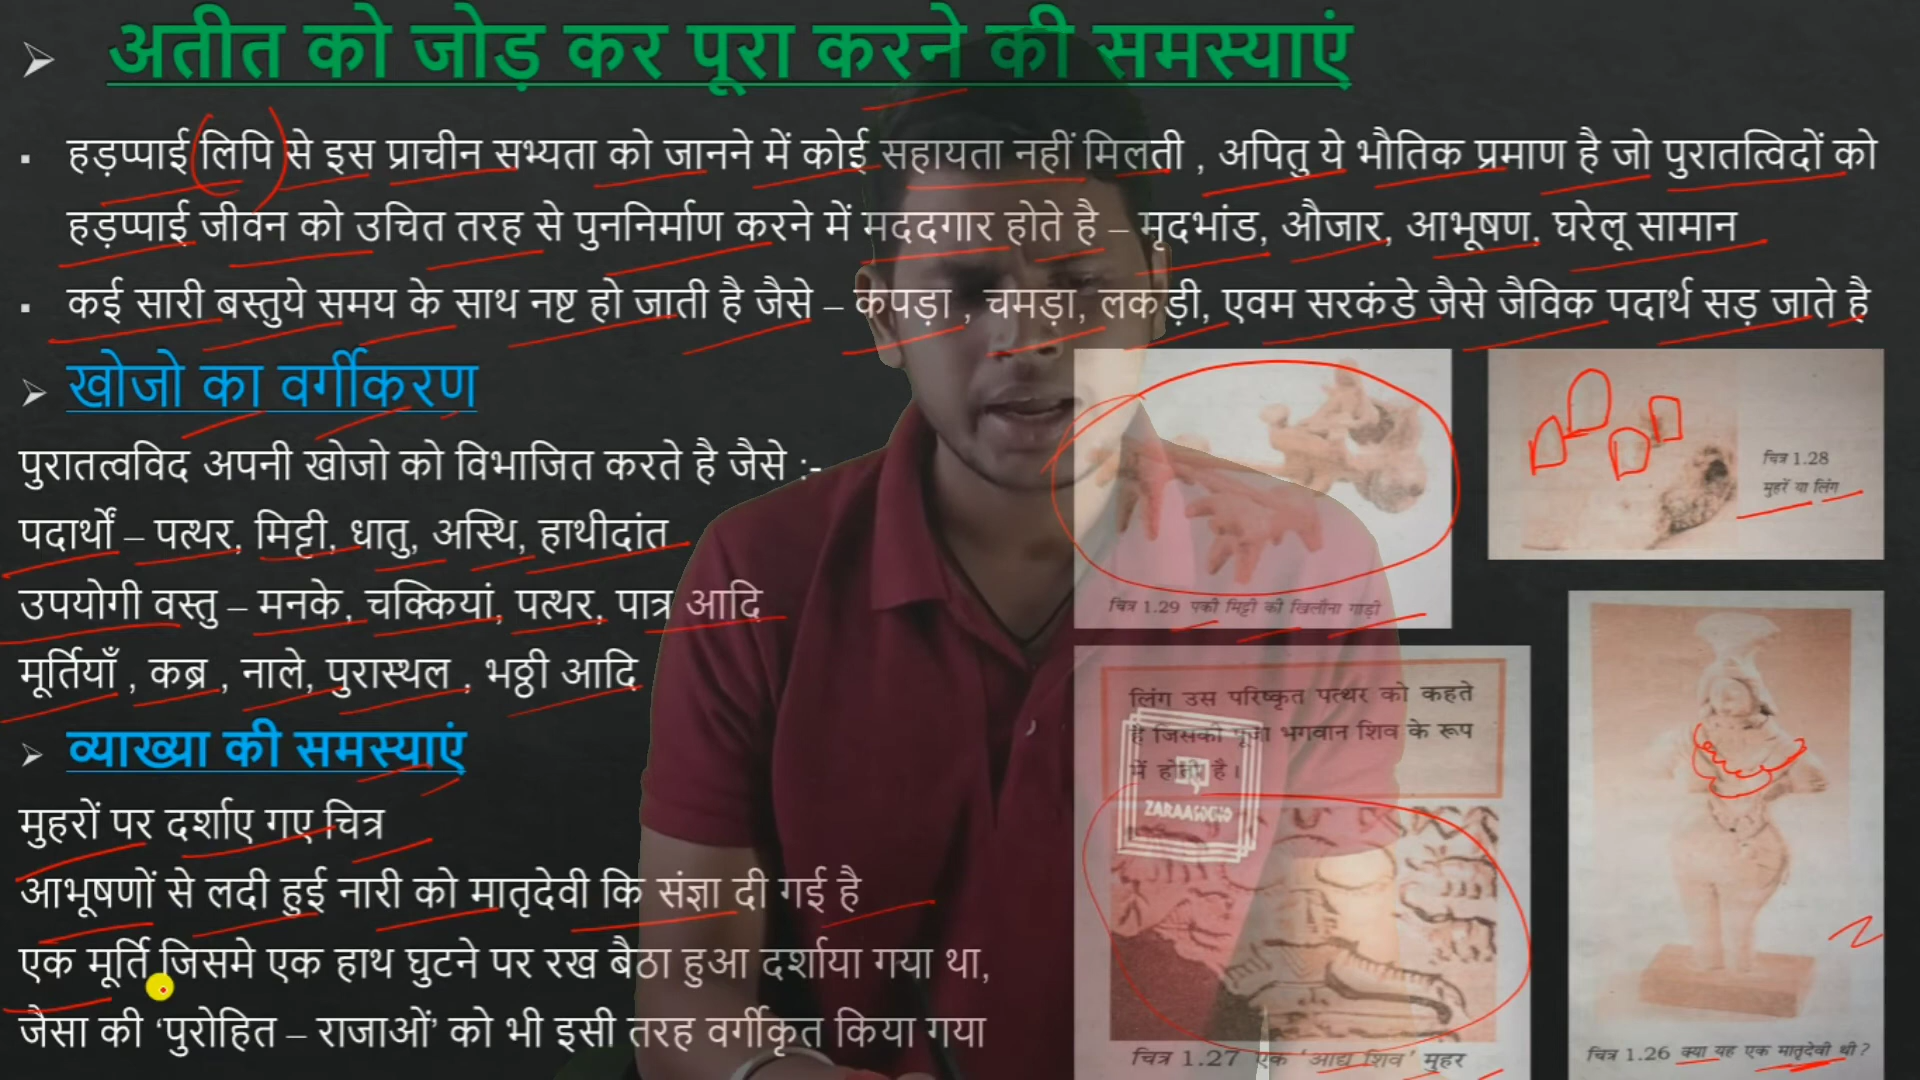 अतीत को जोड़ कर पूरा करने की समस्याएं
हड़प्पाई लिपि से इस प्राचीन सभ्यता को जानने में कोई सहायता नहीं मिलती , अपितु ये भौतिक प्रमाण है जो पुरातत्विदों को
हड़प्पाई जीवन को उचित तरह से पुननिर्माण करने में मददगार होते है – मृदभांड, औजार, आभूषण, घरेलू सामान
कई सारी बस्तुये समय के साथ नष्ट हो जाती है जैसे – कपड़ा , चमड़ा, लकड़ी, एवम सरकंडे जैसे जैविक पदार्थ सड़ जाते है
खोजो का वर्गीकरण
पुरातत्वविद अपनी खोजो को विभाजित करते है जैसे :-
पदार्थों – पत्थर, मिट्टी, धातु, अस्थि, हाथीदांत
उपयोगी वस्तु – मनके, चक्कियां, पत्थर, पात्र आदि
मूर्तियाँ , कब्र , नाले, पुरास्थल , भठ्ठी आदि
व्याख्या की समस्याएं
मुहरों पर दर्शाए गए चित्र
आभूषणों से लदी हुई नारी को मातृदेवी कि संज्ञा दी गई है
एक मूर्ति जिसमे एक हाथ घुटने पर रख बैठा हुआ दर्शाया गया था,
जैसा की ‘पुरोहित – राजाओं’ को भी इसी तरह वर्गीकृत किया गया
चित्र 1.29 पकी मिट्टी की खिलौना गाड़ी
चित्र 1.28
मुहरें या लिंग
लिंग उस परिष्कृत पत्थर को कहते
है जिसकी पूजा भगवान शिव के रूप
में होती है।
चित्र 1.27 एक ‘आद्य शिव’ मुहर
चित्र 1.26 क्या यह एक मातृदेवी थी?